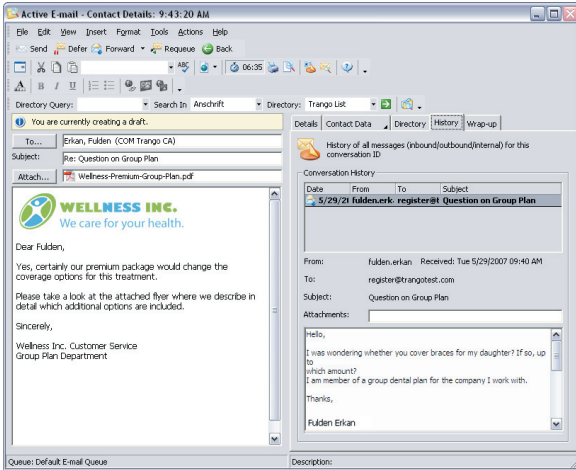 Active E-mail - Contact Details: 9:43:20 AM
File Edit View Insert Format Tools Actions Help
Send Defer Forward Requeue Back
ABC 06:35
A B I U
Directory Query: Search In Anschrift Directory: Trango List
You are currently creating a draft.
To... Erkan, Fulden (COM Trango CA)
Subject: Re: Question on Group Plan
Attach... Wellness-Premium-Group-Plan.pdf
WELLNESS INC.
We care for your health.
Dear Fulden,
Yes, certainly our premium package would change the
coverage options for this treatment.
Please take a look at the attached flyer where we describe in
detail which additional options are included.
Sincerely,
Wellness Inc. Customer Service
Group Plan Department
Queue: Default E-mail Queue
Details Contact Data Directory History Wrap-up
History of all messages (inbound/outbound/internal) for this
conversation ID
Conversation History
Date From To Subject
5/29/2( fulden.erk. register@t Question on Group Plan
From: fulden.erkan Received: Tue 5/29/2007 09:40 AM
To: register@trangotest.com
Subject: Question on Group Plan
Attachments:
Hello,
I was wondering whether you cover braces for my daughter? If so, up
to
which amount?
I am member of a group dental plan for the company I work with.
Thanks,
Fulden Erkan
Description: